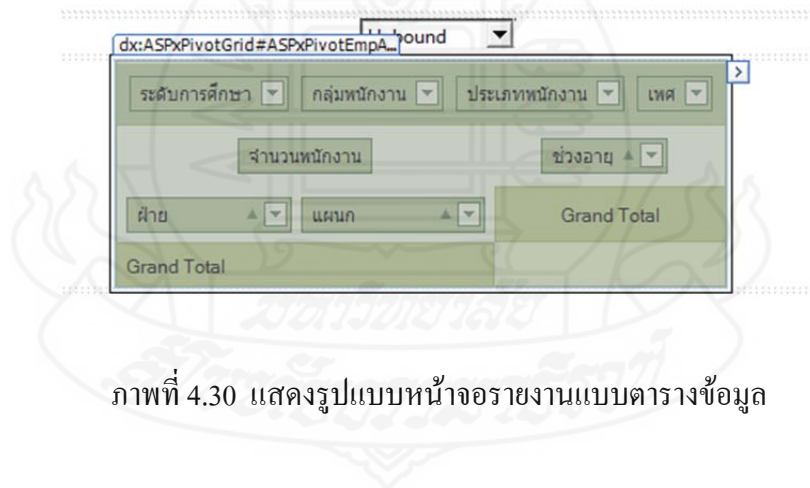 dx:ASPxPivotGrid#ASPxPivotEmpA...
ระดับการศึกษา กลุ่มพนักงาน ประเภทพนักงาน เพศ
จำนวนพนักงาน ช่วงอายุ
ฝ่าย แผนก Grand Total
Grand Total
ภาพที่ 4.30 แสดงรูปแบบหน้าจอรายงานแบบตารางข้อมูล